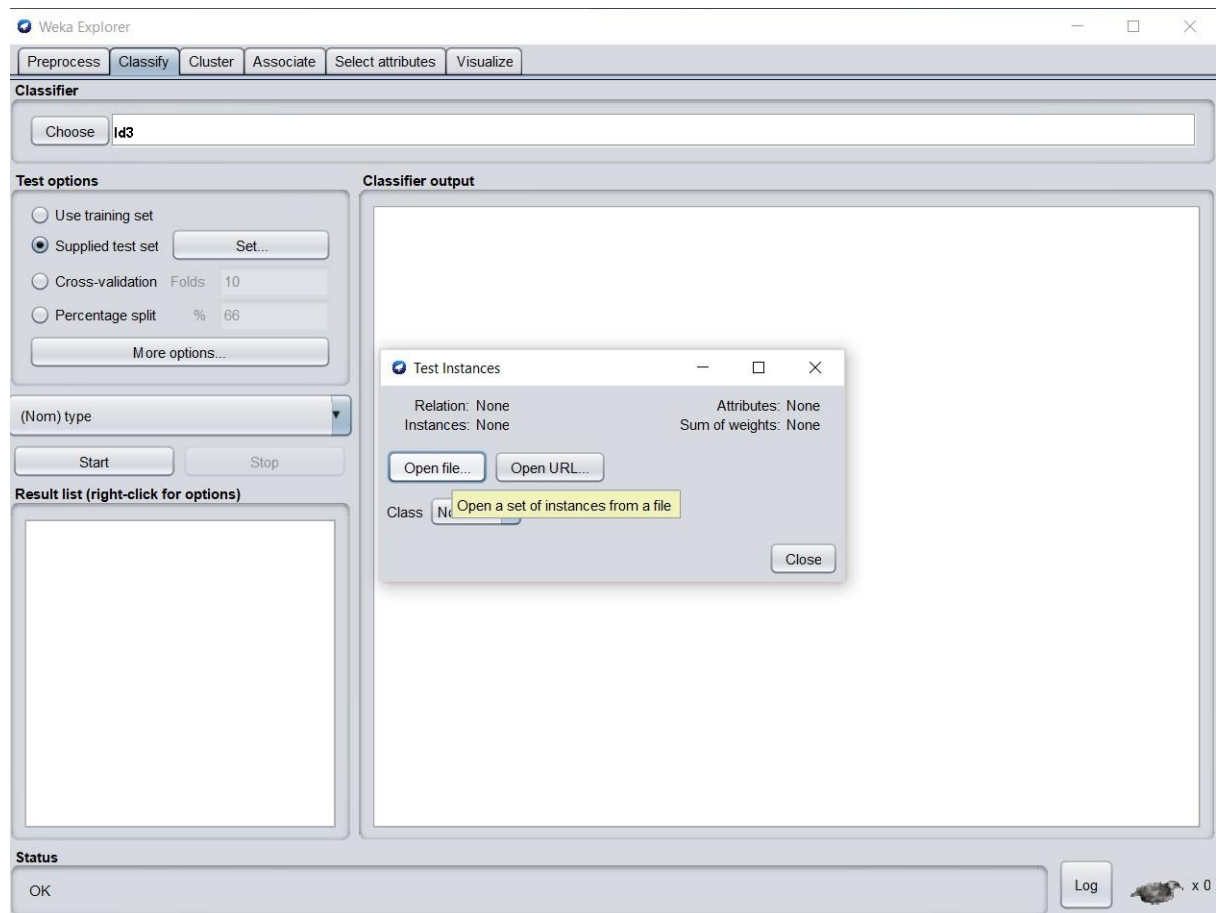 Weka Explorer
Preprocess Classify Cluster Associate Select attributes Visualize
Classifier
Choose Id3
Test options
Use training set
Supplied test set Set...
Cross-validation Folds 10
Percentage split % 66
More options...
(Nom) type
Start Stop
Result list (right-click for options)
Classifier output
Test Instances
Relation: None Attributes: None
Instances: None Sum of weights: None
Open file... Open URL...
Open a set of instances from a file
Class
Close
Status
OK
Log x 0